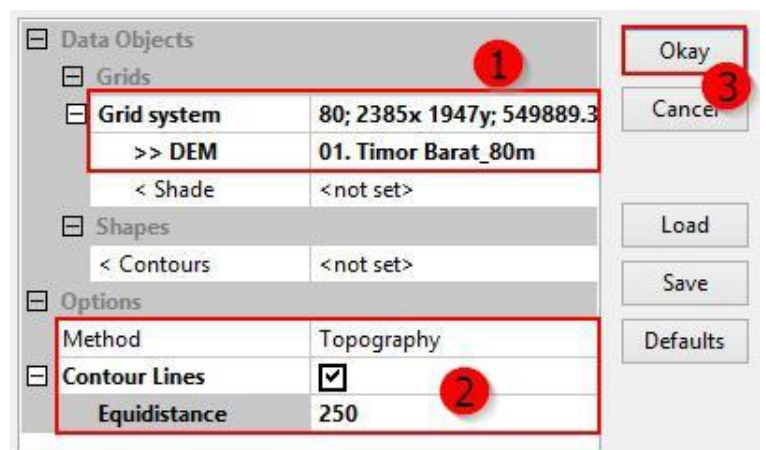 Data Objects
Grids
1
Okay
Grid system 80; 2385x 1947y; 549889.3
3
Cancel
>> DEM 01. Timor Barat_80m
< Shade <not set>
Shapes
Load
< Contours <not set>
Save
Options
Method Topography
Defaults
Contour Lines
2
Equidistance 250